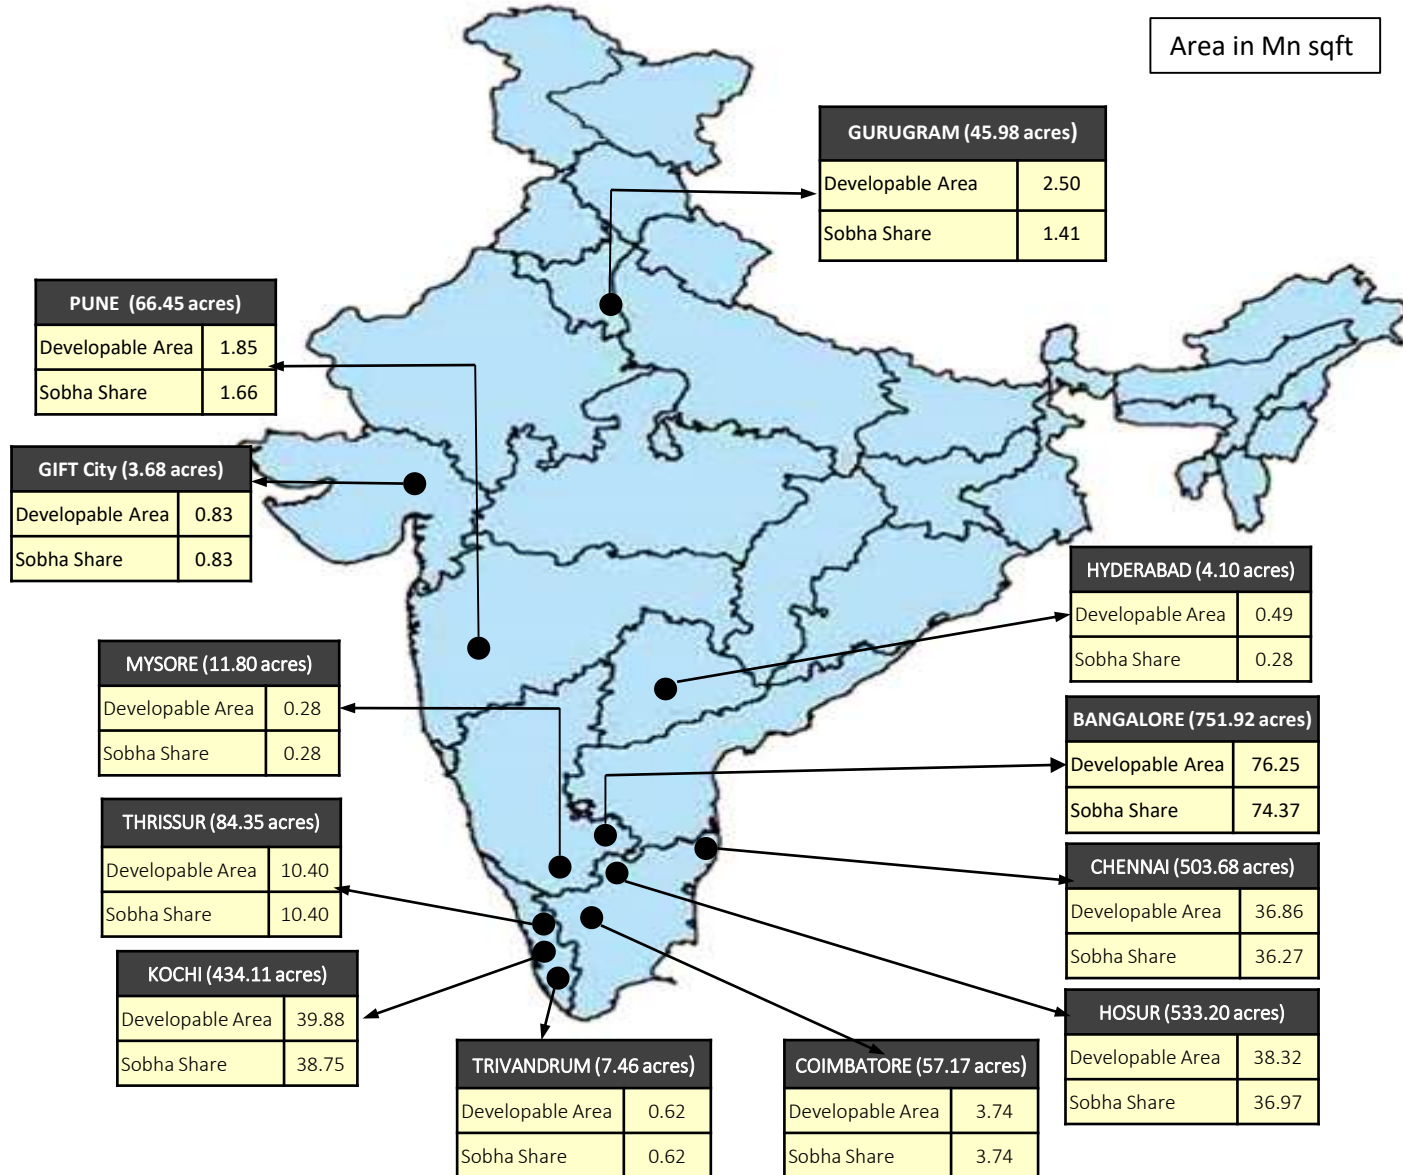 Area in Mn sqft
GURUGRAM (45.98 acres)
Developable Area 2.50
Sobha Share 1.41
PUNE (66.45 acres)
Developable Area 1.85
Sobha Share 1.66
GIFT City (3.68 acres)
Developable Area 0.83
Sobha Share 0.83
HYDERABAD (4.10 acres)
Developable Area 0.49
Sobha Share 0.28
MYSORE (11.80 acres)
Developable Area 0.28
Sobha Share 0.28
BANGALORE (751.92 acres)
Developable Area 76.25
Sobha Share 74.37
THRISSUR (84.35 acres)
Developable Area 10.40
Sobha Share 10.40
CHENNAI (503.68 acres)
Developable Area 36.86
Sobha Share 36.27
KOCHI (434.11 acres)
Developable Area 39.88
Sobha Share 38.75
HOSUR (533.20 acres)
Developable Area 38.32
Sobha Share 36.97
TRIVANDRUM (7.46 acres)
Developable Area 0.62
Sobha Share 0.62
COIMBATORE (57.17 acres)
Developable Area 3.74
Sobha Share 3.74